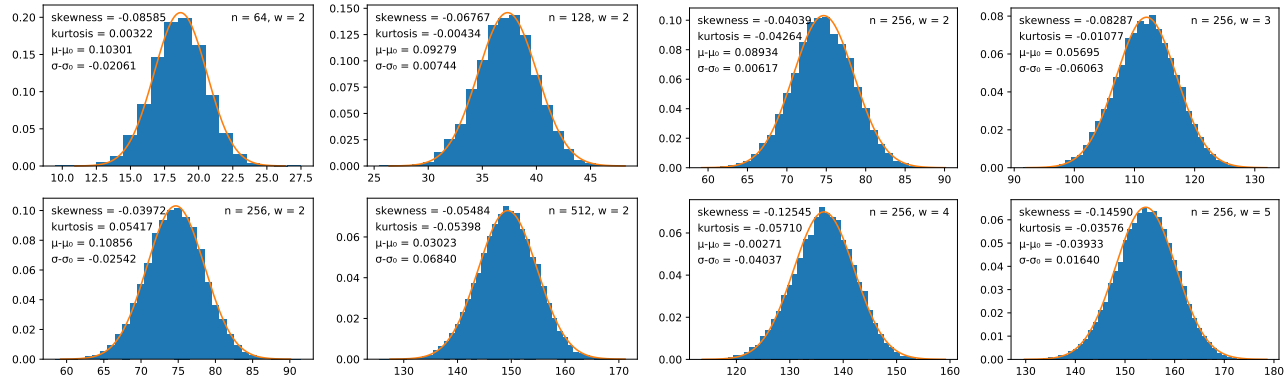 skewness = -0.08585 n = 64, w = 2
kurtosis = 0.00322
μ-μ₀ = 0.10301
σ-σ₀ = -0.02061
0.20
0.15
0.10
0.05
0.00
10.0 12.5 15.0 17.5 20.0 22.5 25.0 27.5
skewness = -0.06767 n = 128, w = 2
kurtosis = -0.00434
μ-μ₀ = 0.09279
σ-σ₀ = 0.00744
0.150
0.125
0.100
0.075
0.050
0.025
0.000
25 30 35 40 45
skewness = -0.04039 n = 256, w = 2
kurtosis = -0.04264
μ-μ₀ = 0.08934
σ-σ₀ = 0.00617
0.10
0.08
0.06
0.04
0.02
0.00
60 65 70 75 80 85 90
skewness = -0.08287 n = 256, w = 3
kurtosis = -0.01077
μ-μ₀ = 0.05695
σ-σ₀ = -0.06063
0.08
0.06
0.04
0.02
0.00
90 100 110 120 130
skewness = -0.03972 n = 256, w = 2
kurtosis = 0.05417
μ-μ₀ = 0.10856
σ-σ₀ = -0.02542
0.10
0.08
0.06
0.04
0.02
0.00
60 65 70 75 80 85 90
skewness = -0.05484 n = 512, w = 2
kurtosis = -0.05398
μ-μ₀ = 0.03023
σ-σ₀ = 0.06840
0.06
0.04
0.02
0.00
130 140 150 160 170
skewness = -0.12545 n = 256, w = 4
kurtosis = -0.05710
μ-μ₀ = -0.00271
σ-σ₀ = -0.04037
0.06
0.04
0.02
0.00
120 130 140 150 160
skewness = -0.14590 n = 256, w = 5
kurtosis = -0.03576
μ-μ₀ = -0.03933
σ-σ₀ = 0.01640
0.06
0.05
0.04
0.03
0.02
0.01
0.00
130 140 150 160 170 180